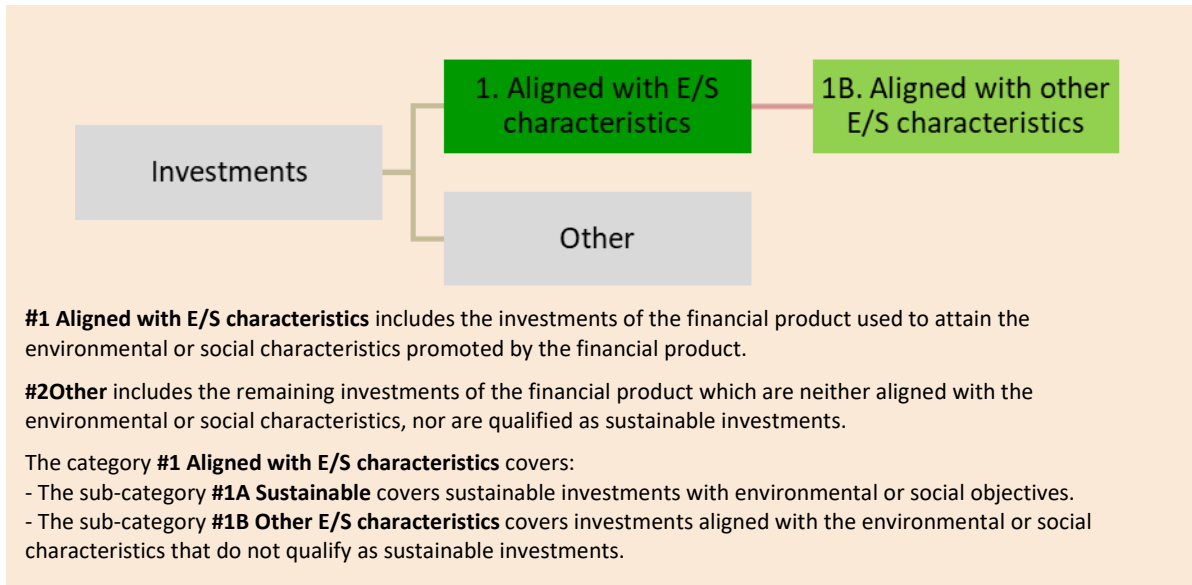 1. Aligned with E/S
characteristics
1B. Aligned with other
E/S characteristics
Investments
Other
#1 Aligned with E/S characteristics includes the investments of the financial product used to attain the
environmental or social characteristics promoted by the financial product.
#2Other includes the remaining investments of the financial product which are neither aligned with the
environmental or social characteristics, nor are qualified as sustainable investments.
The category #1 Aligned with E/S characteristics covers:
- The sub-category #1A Sustainable covers sustainable investments with environmental or social objectives.
- The sub-category #1B Other E/S characteristics covers investments aligned with the environmental or social
characteristics that do not qualify as sustainable investments.